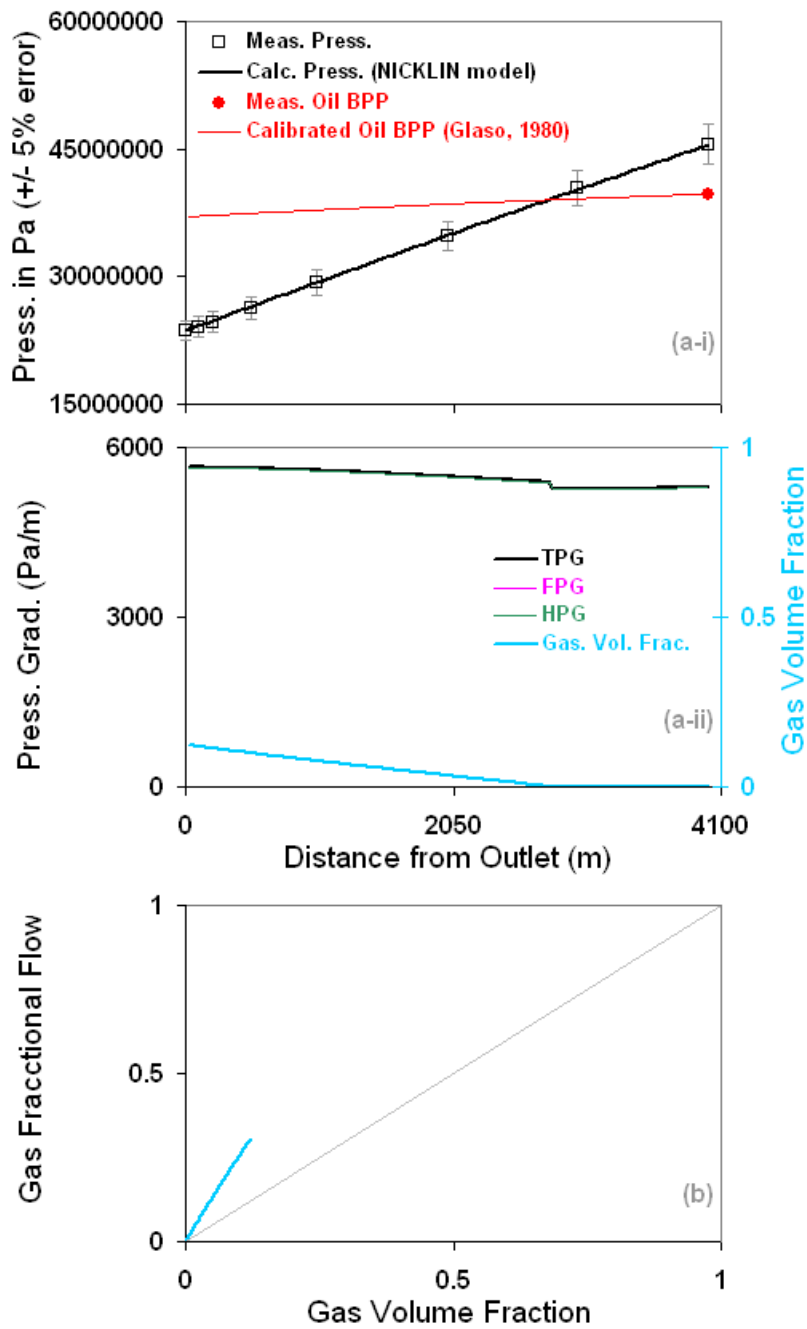 60000000
Meas. Press.
Calc. Press. (NICKLIN model)
Meas. Oil BPP
Calibrated Oil BPP (Glaso, 1980)
45000000
30000000
15000000
Press. in Pa (+/- 5% error)
(a-i)
6000
3000
0
Press. Grad. (Pa/m)
TPG
FPG
HPG
Gas. Vol. Frac.
(a-ii)
1
0.5
0
Gas Volume Fraction
0
2050
4100
Distance from Outlet (m)
1
0.5
0
Gas Fracctional Flow
(b)
0
0.5
1
Gas Volume Fraction